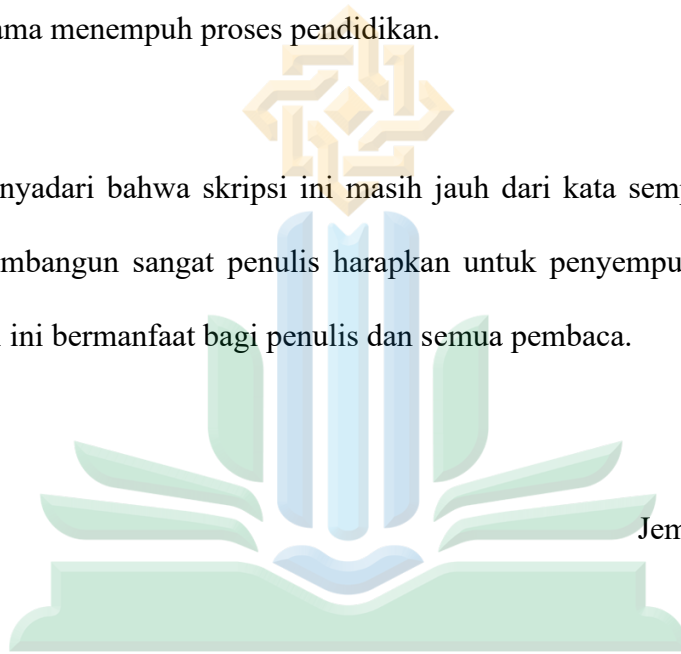 ama menempuh proses pendidikan.
nyadari bahwa skripsi ini masih jauh dari kata semp
mbangun sangat penulis harapkan untuk penyempu
ini bermanfaat bagi penulis dan semua pembaca.
Jem